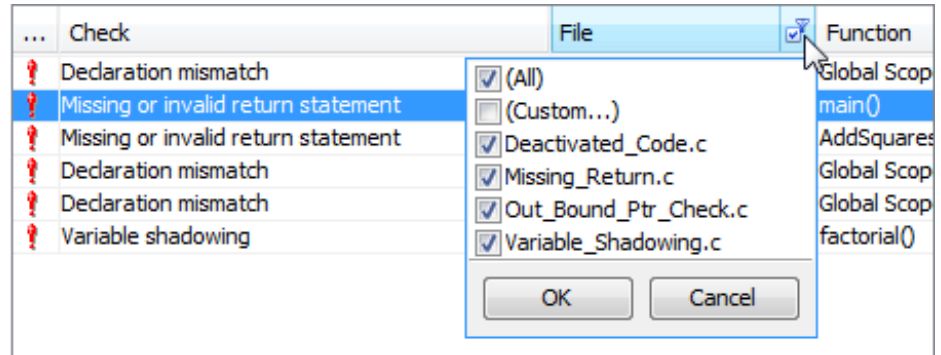 ... Check File Function
Declaration mismatch Global Scop
Missing or invalid return statement main()
Missing or invalid return statement AddSquares
Declaration mismatch Global Scop
Declaration mismatch Global Scop
Variable shadowing factorial()
(All)
(Custom...)
Deactivated_Code.c
Missing_Return.c
Out_Bound_Ptr_Check.c
Variable_Shadowing.c
OK Cancel